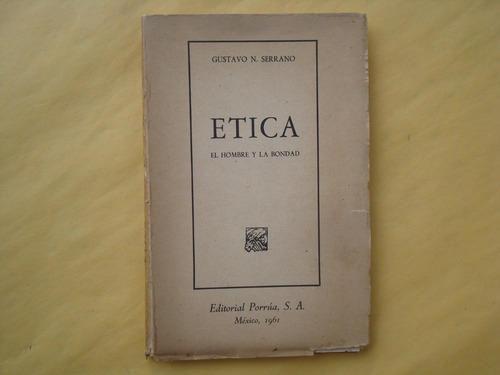 GUSTAVO N. SERRANO
ETICA
EL HOMBRE Y LA BONDAD
Editorial Porrúa, S. A.
México, 1961